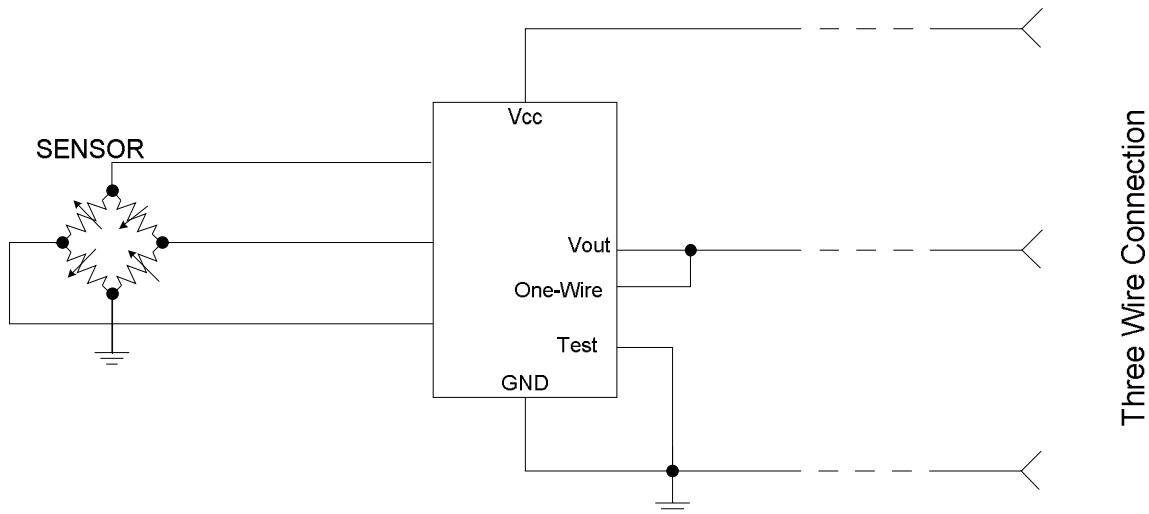 SENSOR
Vcc
Vout
One-Wire
Test
GND
Three Wire Connection